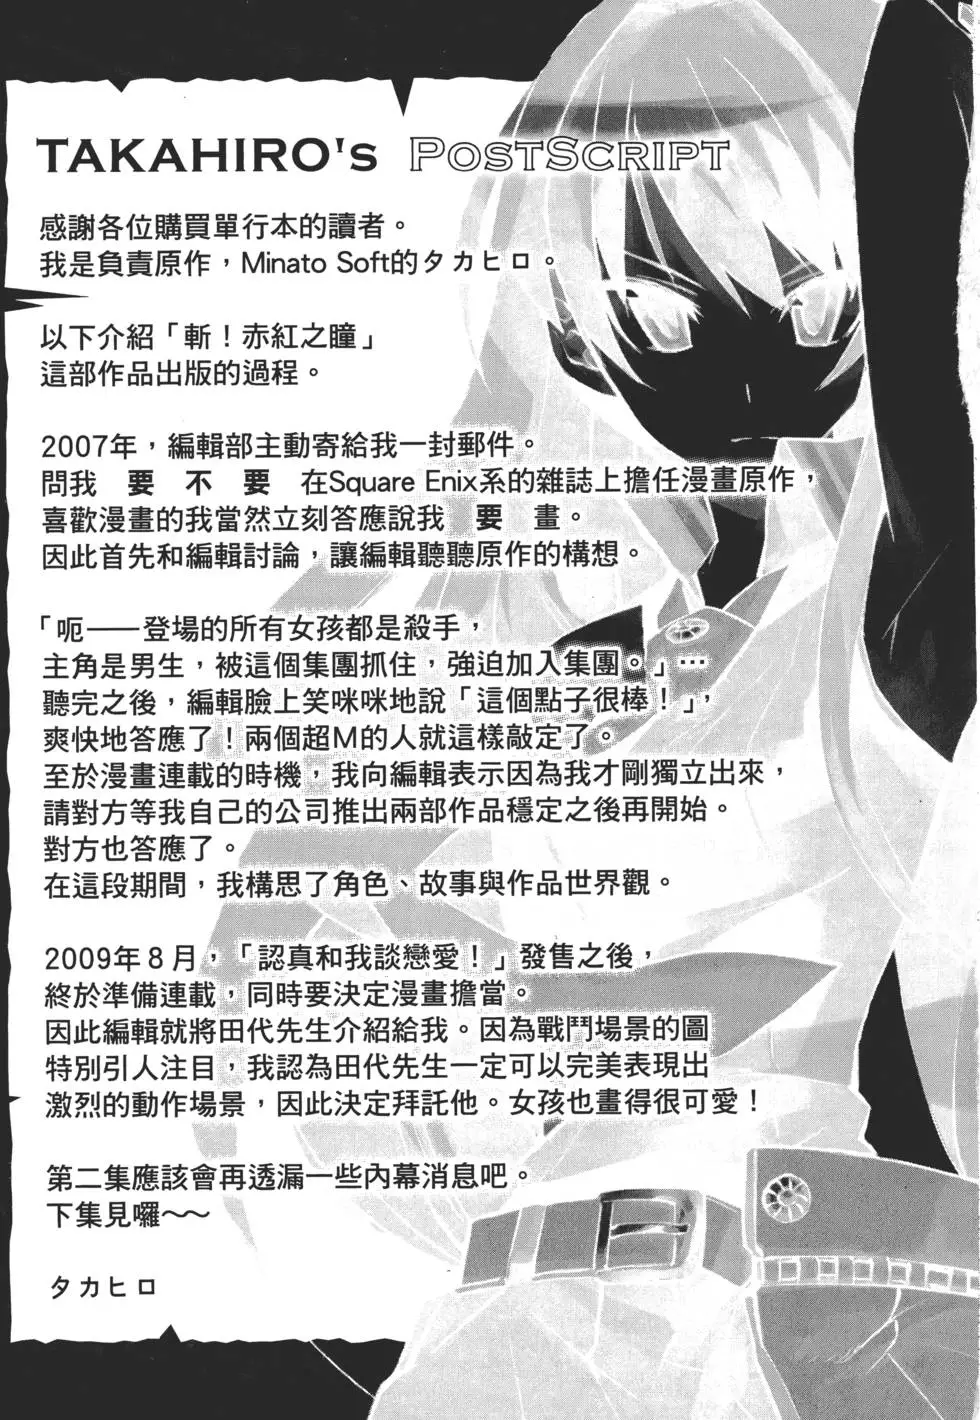 TAKAHIRO's PostScript
感謝各位購買單行本的讀者。
我是負責原作，Minato Soft的タカヒロ。
以下介紹「斬！赤紅之瞳」
這部作品出版的過程。
2007年，編輯部主動寄給我一封郵件。
問我 要 不 要 在Square Enix系的雜誌上擔任漫畫原作，
喜歡漫畫的我當然立刻答應說我 要 畫。
因此首先和編輯討論，讓編輯聽聽原作的構想。
「呃——登場的所有女孩都是殺手，
主角是男生，被這個集團抓住，強迫加入集團。」…
聽完之後，編輯臉上笑咪咪地說「這個點子很棒！」，
爽快地答應了！兩個超M的人就這樣敲定了。
至於漫畫連載的時機，我向編輯表示因為我才剛獨立出來，
請對方等我自己的公司推出兩部作品穩定之後再開始。
對方也答應了。
在這段期間，我構思了角色、故事與作品世界觀。
2009年８月，「認真和我談戀愛！」發售之後，
終於準備連載，同時要決定漫畫擔當。
因此編輯就將田代先生介紹給我。因為戰鬥場景的圖
特別引人注目，我認為田代先生一定可以完美表現出
激烈的動作場景，因此決定拜託他。女孩也畫得很可愛！
第二集應該會再透漏一些內幕消息吧。
下集見囉～～
タカヒロ